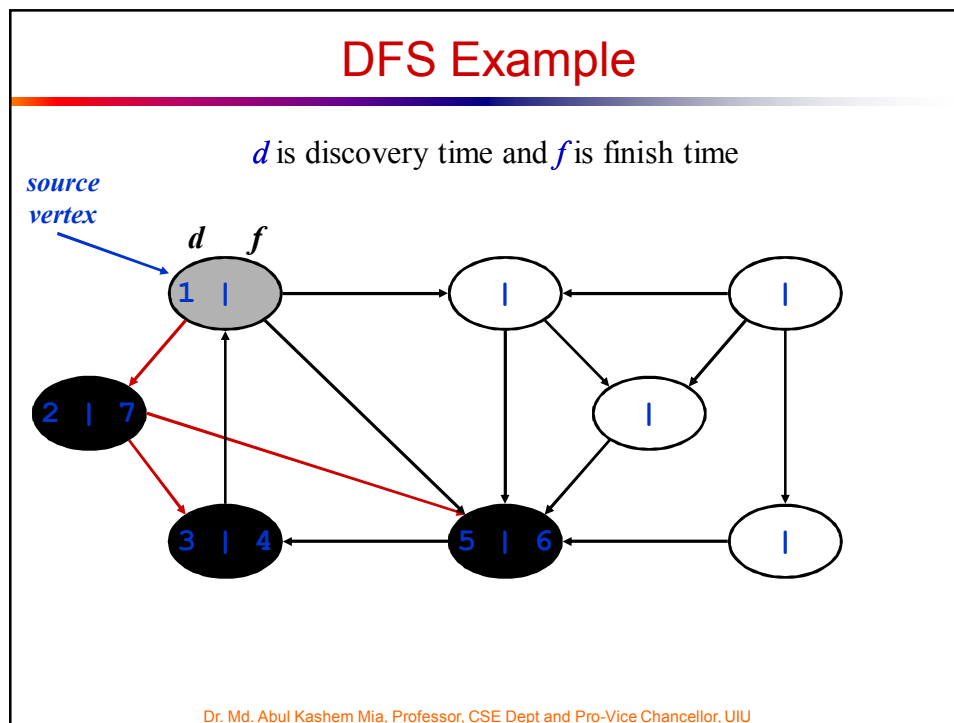 DFS Example
d is discovery time and f is finish time
source
vertex
d f
1 |
|
|
2 | 7
|
3 | 4
5 | 6
|
Dr. Md. Abul Kashem Mia, Professor, CSE Dept and Pro-Vice Chancellor, UIU